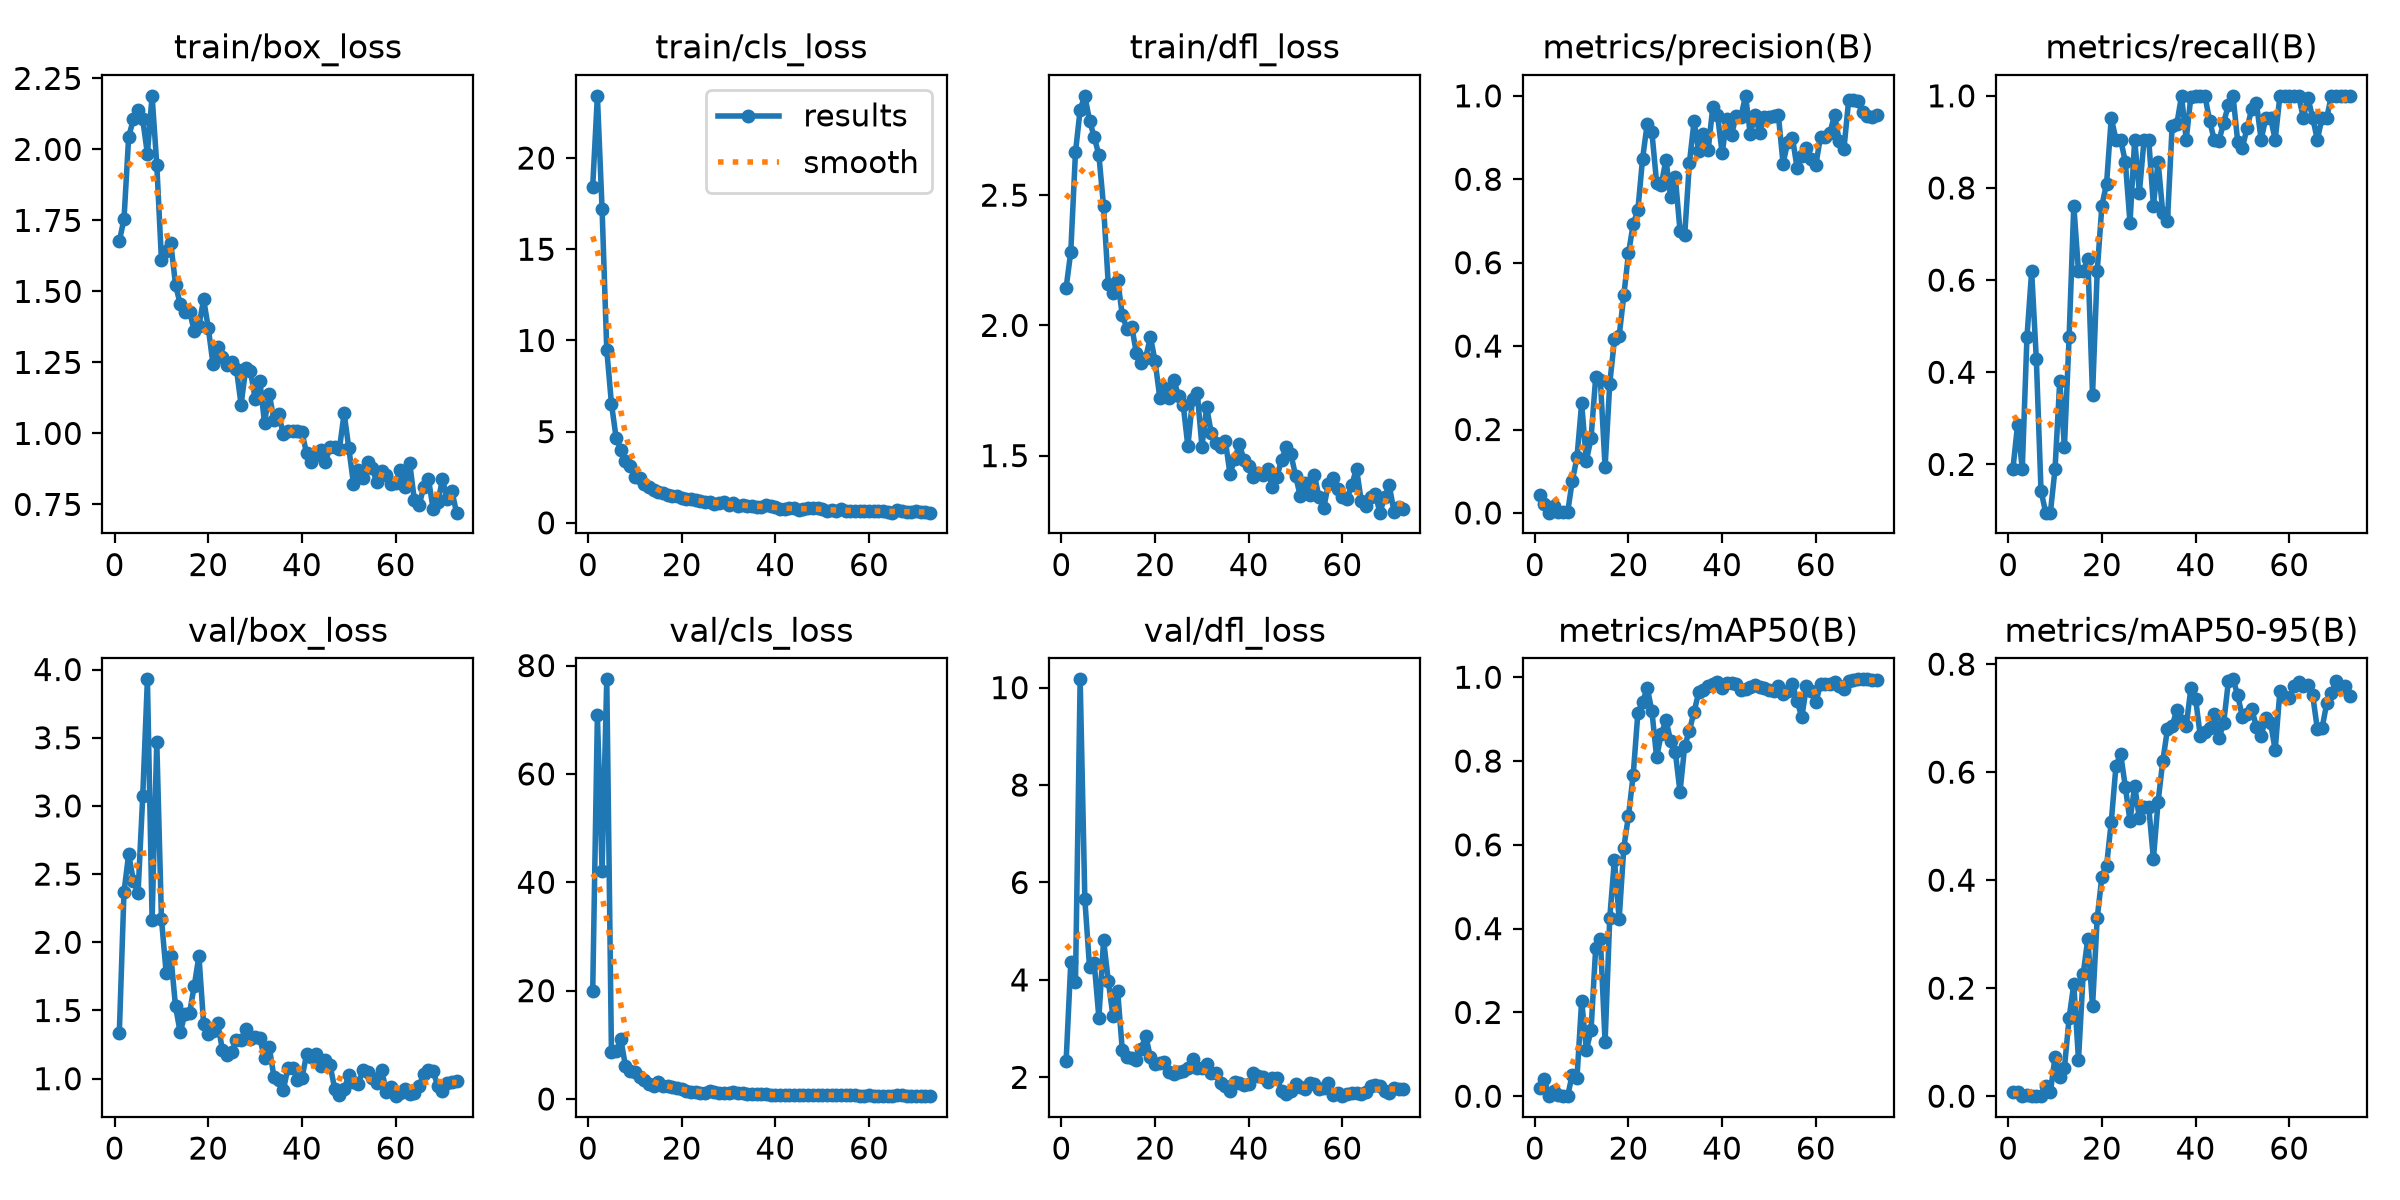 train/box_loss
2.25
2.00
1.75
1.50
1.25
1.00
0.75
0 20 40 60
train/cls_loss
results
smooth
20
15
10
5
0
0 20 40 60
train/dfl_loss
2.5
2.0
1.5
0 20 40 60
metrics/precision(B)
1.0
0.8
0.6
0.4
0.2
0.0
0 20 40 60
metrics/recall(B)
1.0
0.8
0.6
0.4
0.2
0 20 40 60
val/box_loss
4.0
3.5
3.0
2.5
2.0
1.5
1.0
0 20 40 60
val/cls_loss
80
60
40
20
0
0 20 40 60
val/dfl_loss
10
8
6
4
2
0 20 40 60
metrics/mAP50(B)
1.0
0.8
0.6
0.4
0.2
0.0
0 20 40 60
metrics/mAP50-95(B)
0.8
0.6
0.4
0.2
0.0
0 20 40 60